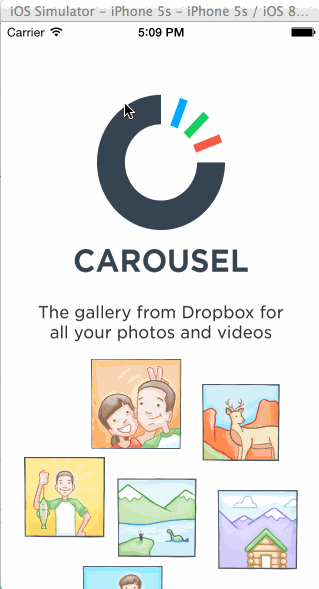 iOS Simulator - iPhone 5s - iPhone 5s / iOS 8...
Carrier 5:09 PM
CAROUSEL
The gallery from Dropbox for
all your photos and videos